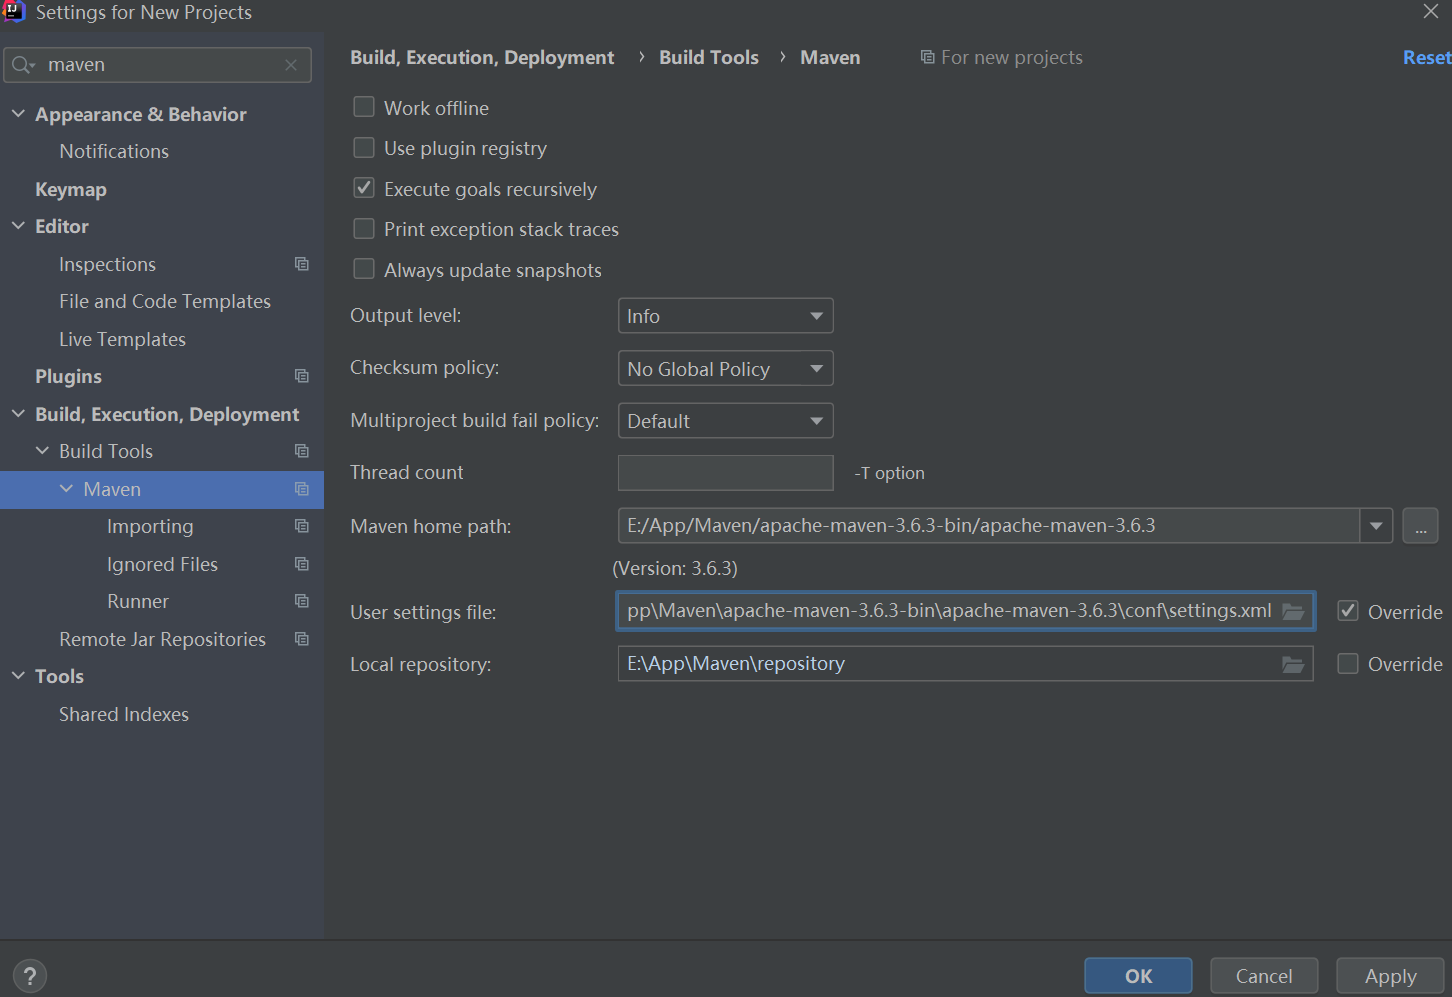 Settings for New Projects
maven
Appearance & Behavior
Notifications
Keymap
Editor
Inspections
File and Code Templates
Live Templates
Plugins
Build, Execution, Deployment
Build Tools
Maven
Importing
Ignored Files
Runner
Remote Jar Repositories
Tools
Shared Indexes
Build, Execution, Deployment › Build Tools › Maven For new projects Reset
Work offline
Use plugin registry
Execute goals recursively
Print exception stack traces
Always update snapshots
Output level: Info
Checksum policy: No Global Policy
Multiproject build fail policy: Default
Thread count -T option
Maven home path: E:/App/Maven/apache-maven-3.6.3-bin/apache-maven-3.6.3 ...
(Version: 3.6.3)
User settings file: pp\Maven\apache-maven-3.6.3-bin\apache-maven-3.6.3\conf\settings.xml Override
Local repository: E:\App\Maven\repository Override
? OK Cancel Apply